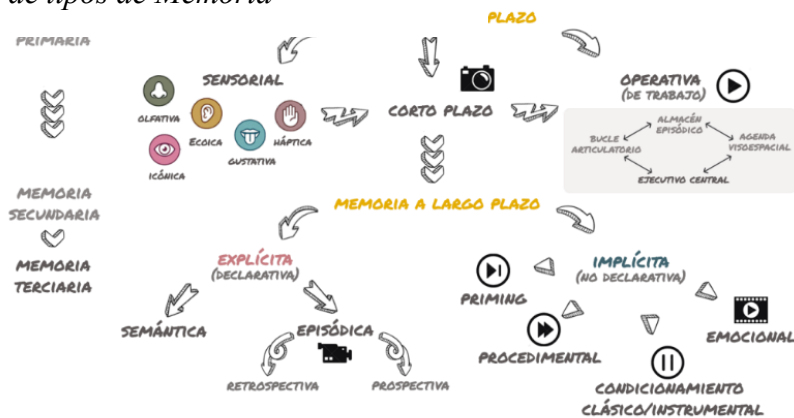 de tipos de Memoria
PLAZO
PRIMARIA
SENSORIAL
OLFATIVA
ECOICA
GUSTATIVA
HÁPTICA
ICÓNICA
CORTO PLAZO
OPERATIVA
(DE TRABAJO)
ALMACÉN
EPISÓDICO
BUCLE
ARTICULATORIO
AGENDA
VISOESPACIAL
EJECUTIVO CENTRAL
MEMORIA
SECUNDARIA
MEMORIA
TERCIARIA
MEMORIA A LARGO PLAZO
EXPLÍCITA
(DECLARATIVA)
SEMÁNTICA
EPISÓDICA
RETROSPECTIVA
PROSPECTIVA
IMPLÍCITA
(NO DECLARATIVA)
PRIMING
PROCEDIMENTAL
CONDICIONAMIENTO
CLÁSICO/INSTRUMENTAL
EMOCIONAL